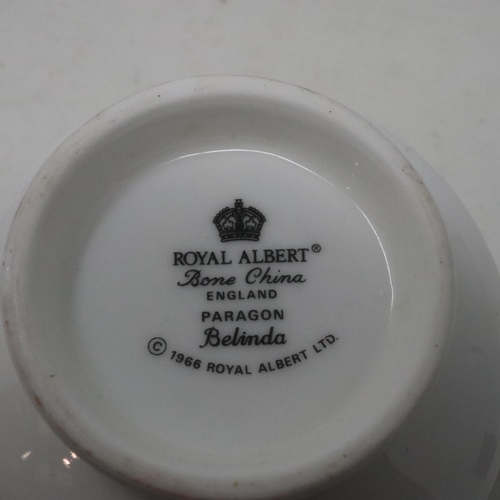 ROYAL ALBERT®
Bone China
ENGLAND
PARAGON
Belinda
© 1966 ROYAL ALBERT LTD.